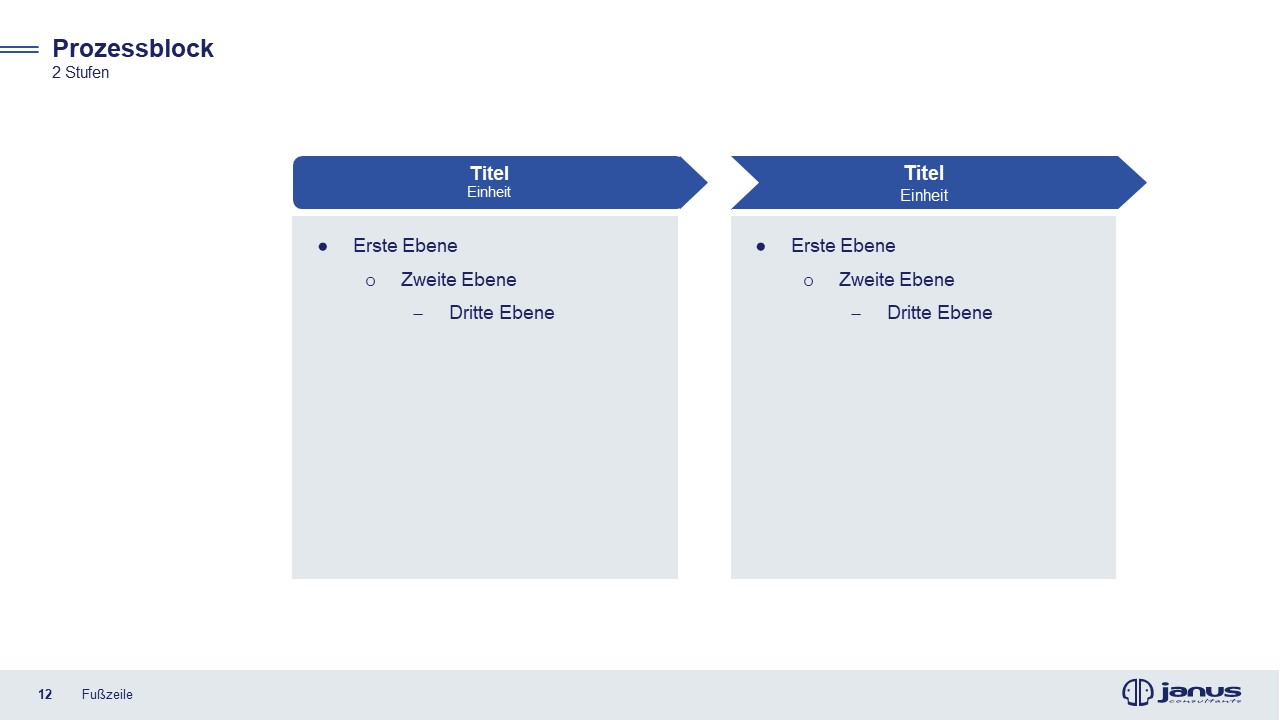 Prozessblock
2 Stufen
Titel
Einheit
● Erste Ebene
o Zweite Ebene
– Dritte Ebene
Titel
Einheit
● Erste Ebene
o Zweite Ebene
– Dritte Ebene
12 Fußzeile
janus
consultants